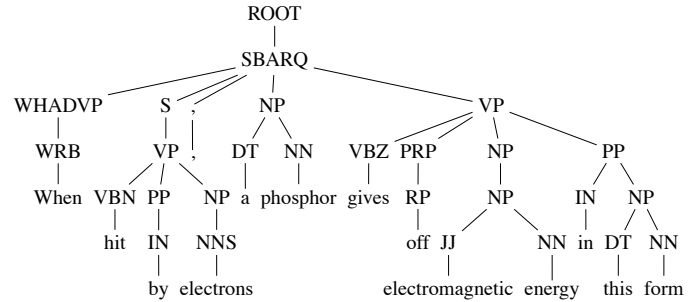 ROOT
SBARQ
WHADVP S , NP VP
WRB VP , DT NN VBZ PRP NP PP
When VBN PP NP a phosphor gives RP NP IN NP
hit IN NNS off JJ NN in DT NN
by electrons electromagnetic energy this form